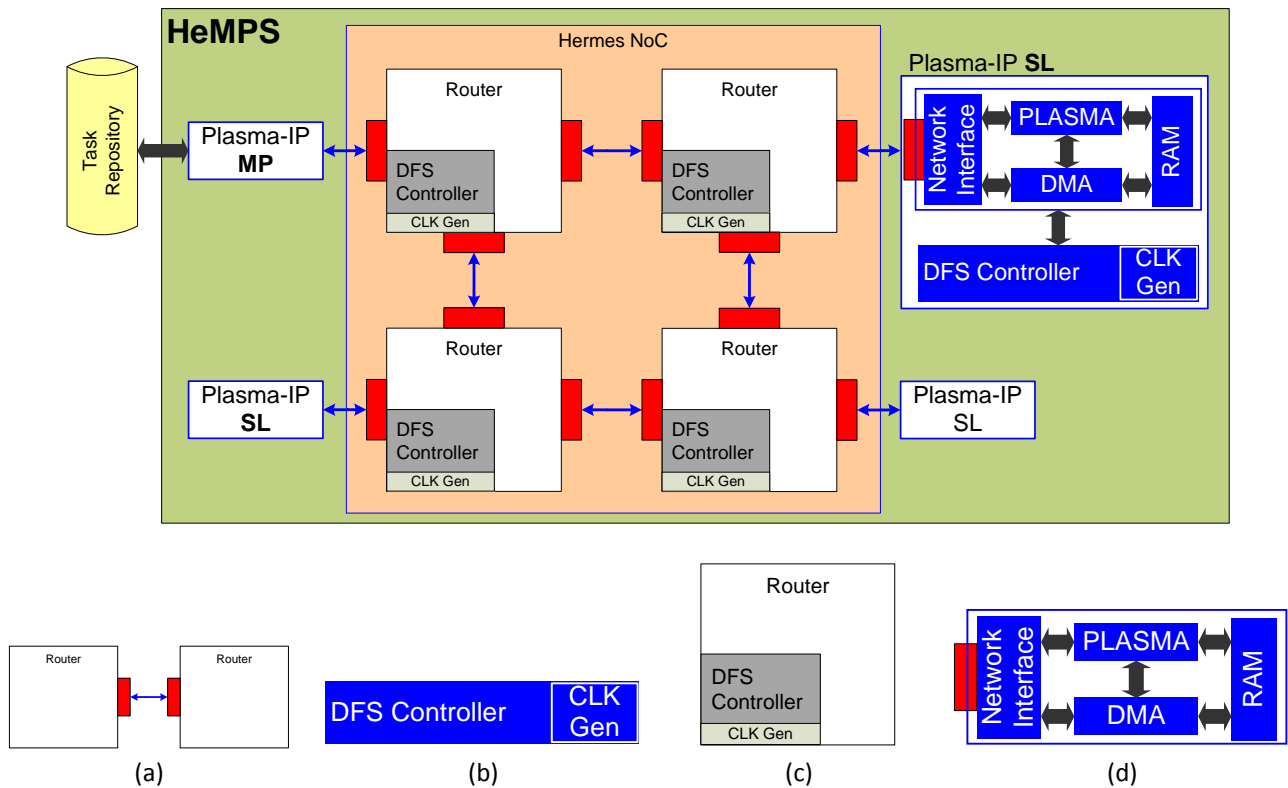 HeMPS
Hermes NoC
Task
Repository
Plasma-IP
MP
Router
DFS
Controller
CLK Gen
Router
DFS
Controller
CLK Gen
Plasma-IP SL
Network
Interface
PLASMA
DMA
RAM
DFS Controller
CLK
Gen
Plasma-IP
SL
Router
DFS
Controller
CLK Gen
Router
DFS
Controller
CLK Gen
Plasma-IP
SL
Router
Router
(a)
DFS Controller
CLK
Gen
(b)
Router
DFS
Controller
CLK Gen
(c)
Network
Interface
PLASMA
DMA
RAM
(d)